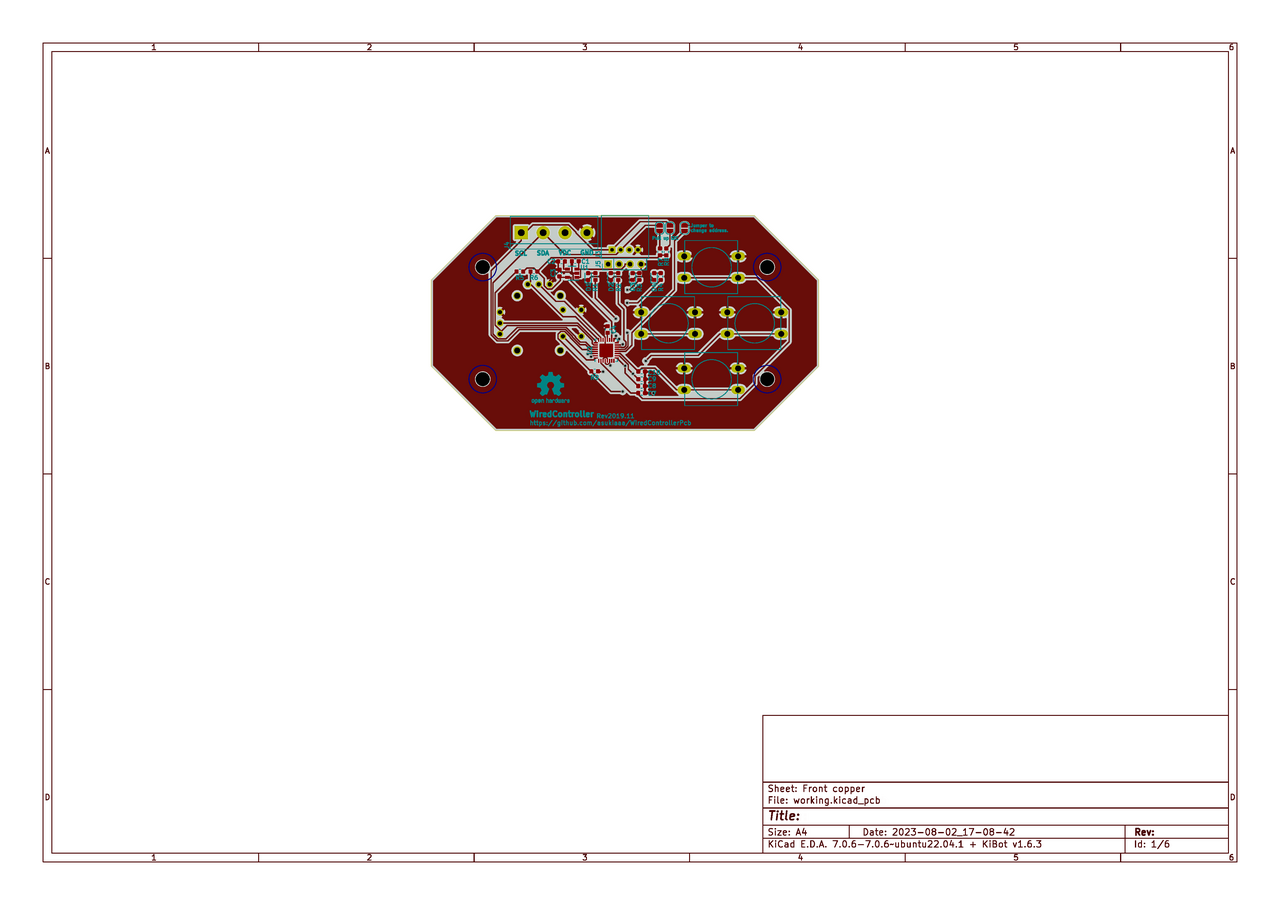 1 2 3 4 5 6
A A
Jumper to
change address.
SCL SDA VDC GND
J5
R6
B B
open hardware
WiredController Rev2019.11
https://github.com/asukiaaa/WiredControllerPcb
C C
D D
Sheet: Front copper
File: working.kicad_pcb
Title:
Size: A4 Date: 2023-08-02_17-08-42 Rev:
KiCad E.D.A. 7.0.6-7.0.6~ubuntu22.04.1 + KiBot v1.6.3 Id: 1/6
1 2 3 4 5 6